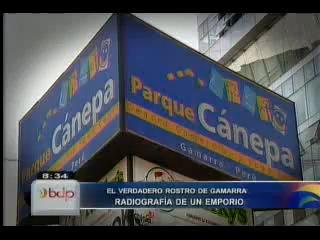 Parque
Cánepa
Perú
Parque
Cánepa
Gamarra Perú
8:34
bdp
EL VERDADERO ROSTRO DE GAMARRA
RADIOGRAFÍA DE UN EMPORIO